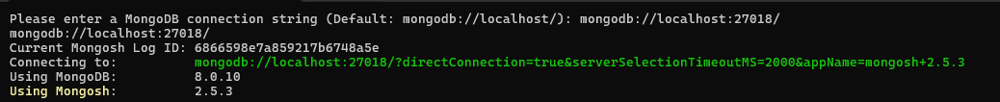 Please enter a MongoDB connection string (Default: mongodb://localhost/): mongodb://localhost:27018/
mongodb://localhost:27018/
Current Mongosh Log ID: 6866598e7a859217b6748a5e
Connecting to: mongodb://localhost:27018/?directConnection=true&serverSelectionTimeoutMS=2000&appName=mongosh+2.5.3
Using MongoDB: 8.0.10
Using Mongosh: 2.5.3